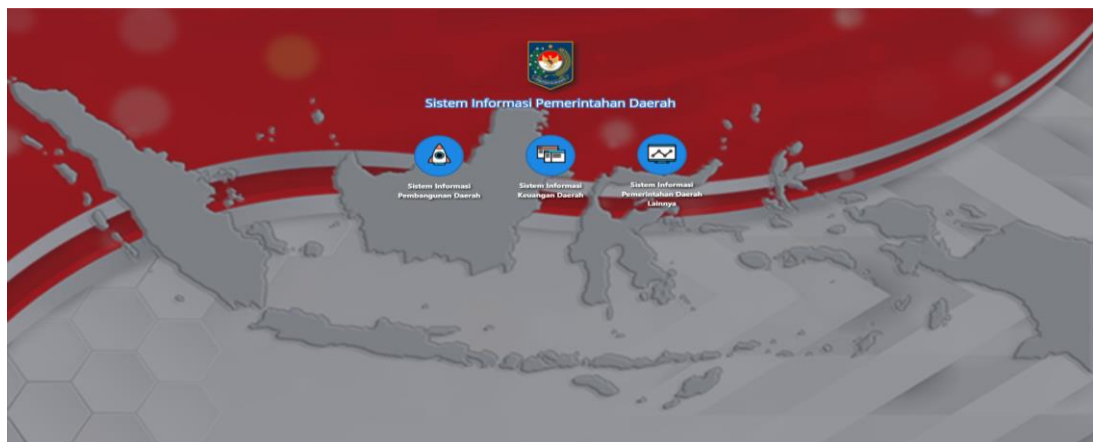 Sistem Informasi Pemerintahan Daerah
Sistem Informasi
Pembangunan Daerah
Sistem Informasi
Keuangan Daerah
Sistem Informasi
Pemerintahan Daerah
Lainnya